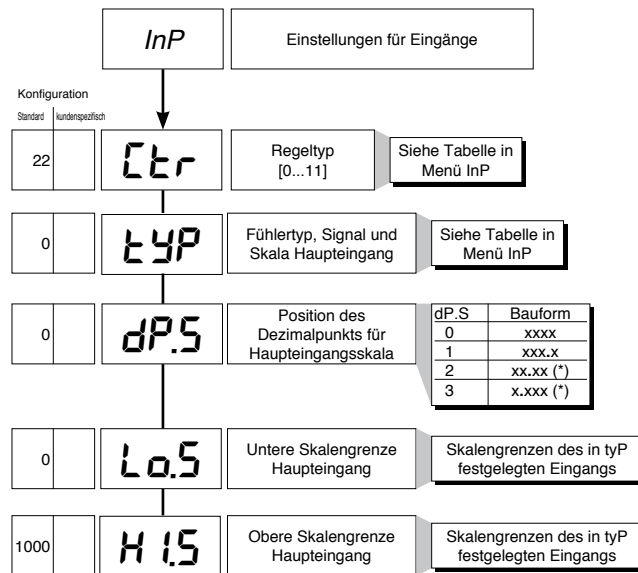 InP
Einstellungen für Eingänge
Konfiguration
Standard kundenspezifisch
22
Ctr
Regeltyp
[0...11]
Siehe Tabelle in
Menü InP
0
tYP
Fühlertyp, Signal und
Skala Haupteingang
Siehe Tabelle in
Menü InP
0
dP.S
Position des
Dezimalpunkts für
Haupteingangsskala
dP.S Bauform
0 xxxx
1 xxx.x
2 xx.xx (*)
3 x.xxx (*)
0
Lo.S
Untere Skalengrenze
Haupteingang
Skalengrenzen des in tyP
festgelegten Eingangs
1000
HI.S
Obere Skalengrenze
Haupteingang
Skalengrenzen des in typ
festgelegten Eingangs